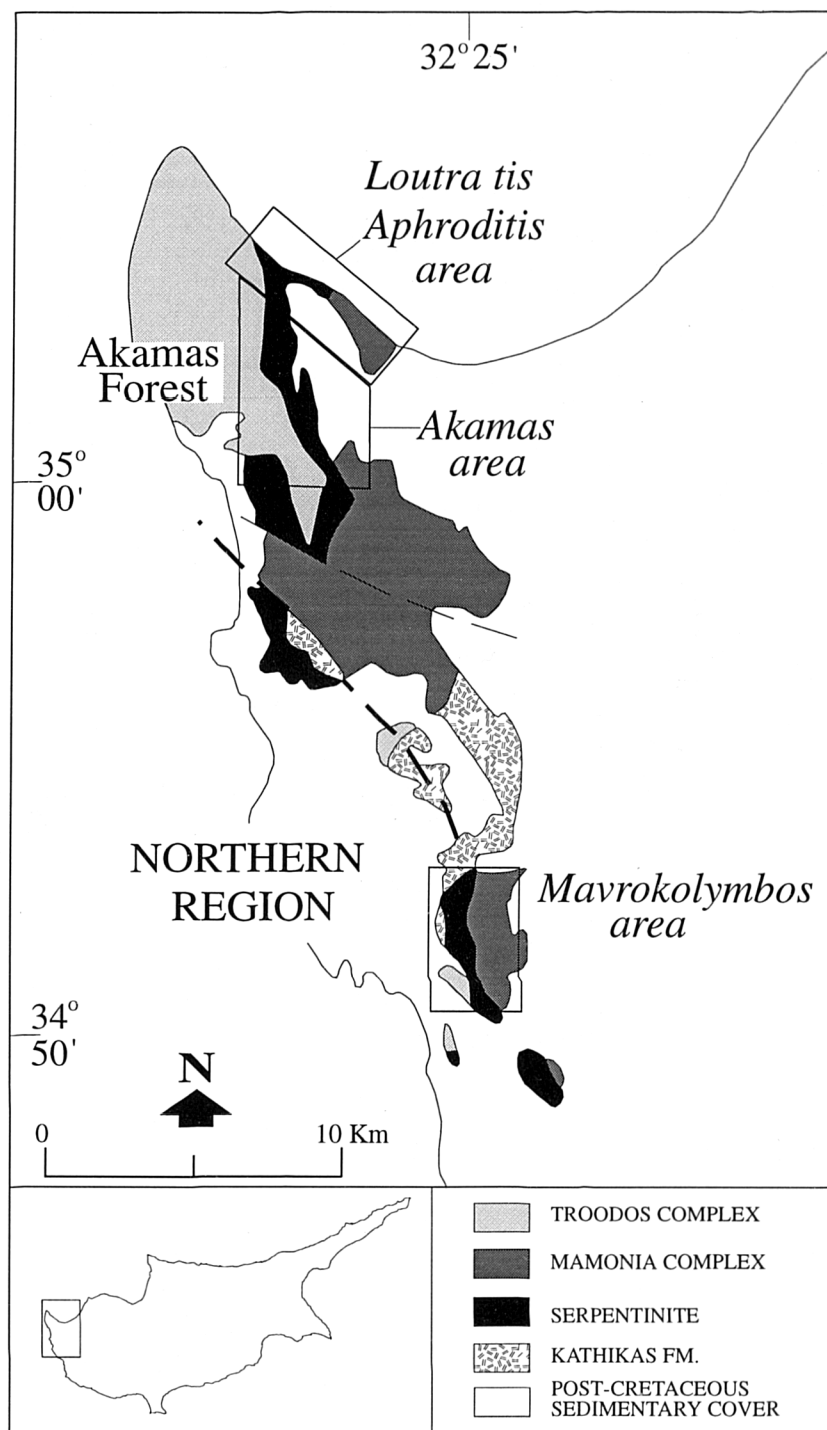 32°25'
Loutra tis
Aphroditis
area
Akamas
Forest
Akamas
area
35°
00'
NORTHERN
REGION
Mavrokolymbos
area
34°
50'
N
0
10 Km
TROODOS COMPLEX
MAMONIA COMPLEX
SERPENTINITE
KATHIKAS FM.
POST-CRETACEOUS
SEDIMENTARY COVER